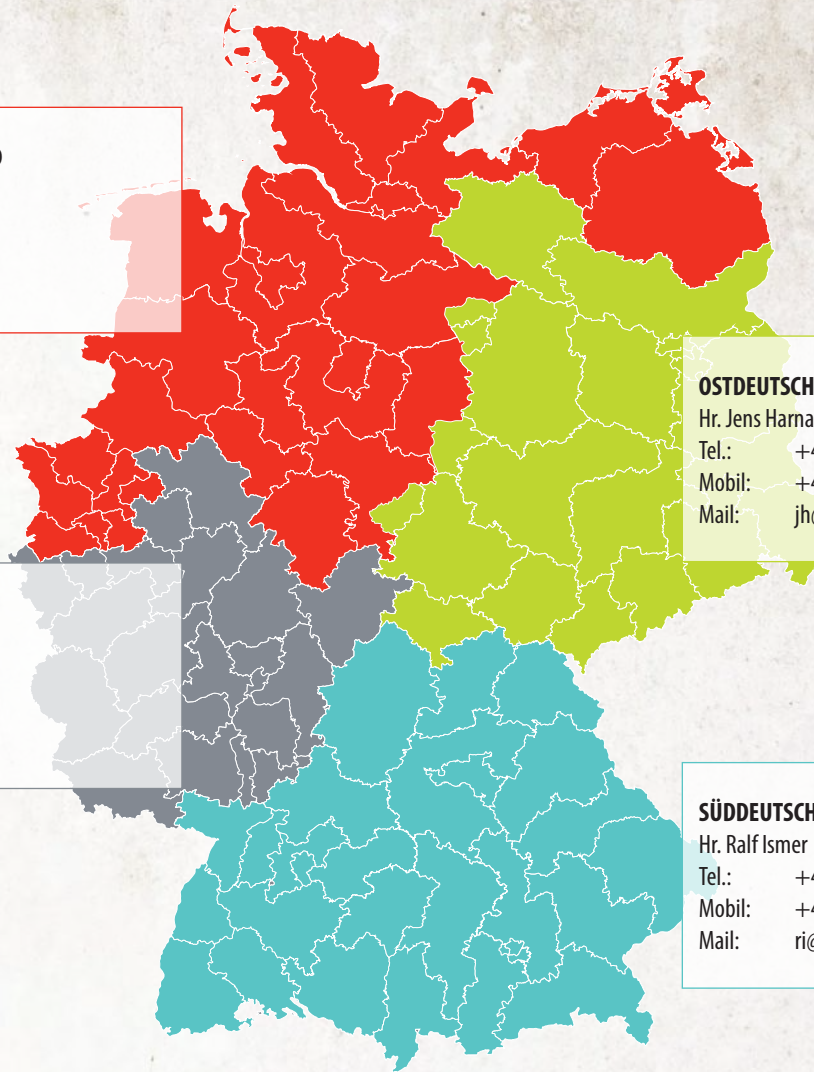 OSTDEUTSCH
Hr. Jens Harna
Tel.: +4
Mobil: +4
Mail: jh@
SÜDDEUTSCH
Hr. Ralf Ismer
Tel.: +4
Mobil: +4
Mail: ri@